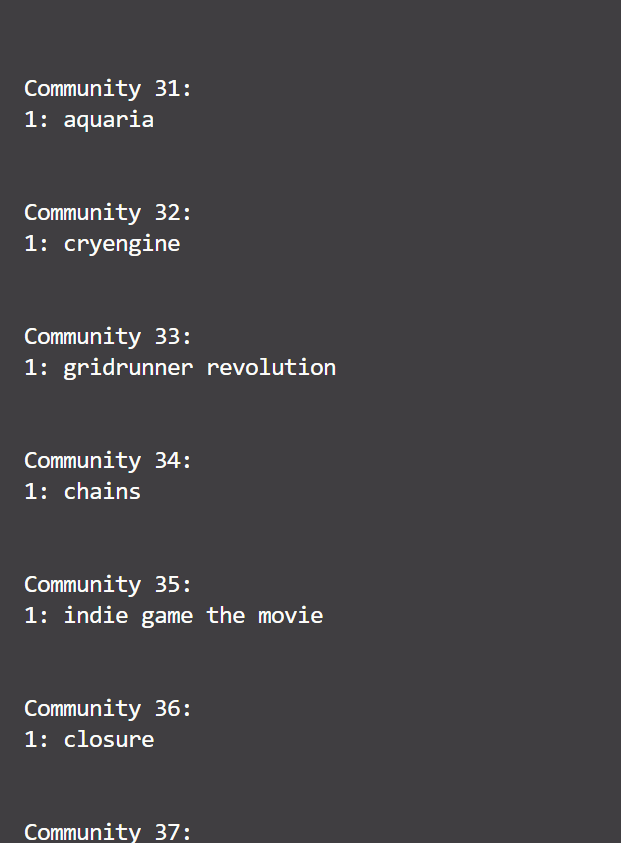 Community 31:
1: aquaria
Community 32:
1: cryengine
Community 33:
1: gridrunner revolution
Community 34:
1: chains
Community 35:
1: indie game the movie
Community 36:
1: closure
Community 37: